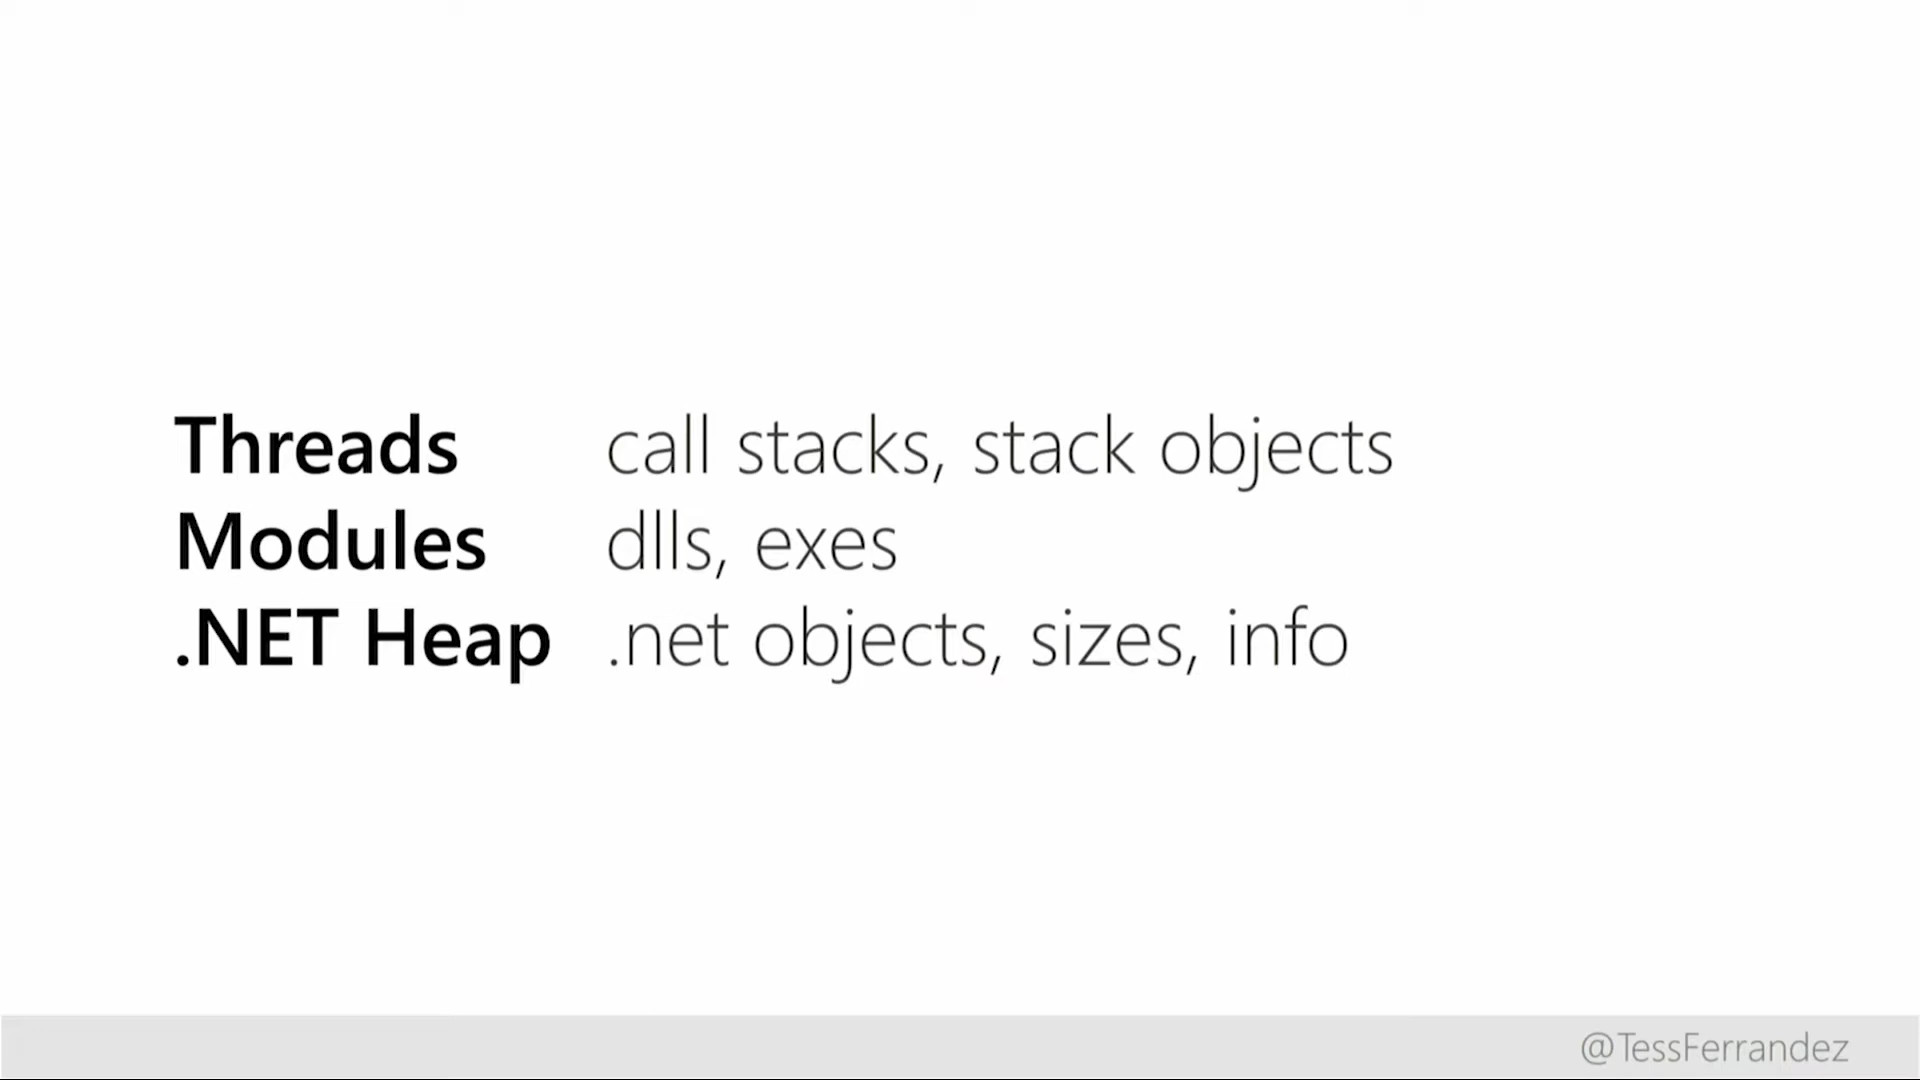 Threads call stacks, stack objects
Modules dlls, exes
.NET Heap .net objects, sizes, info
@TessFerrandez